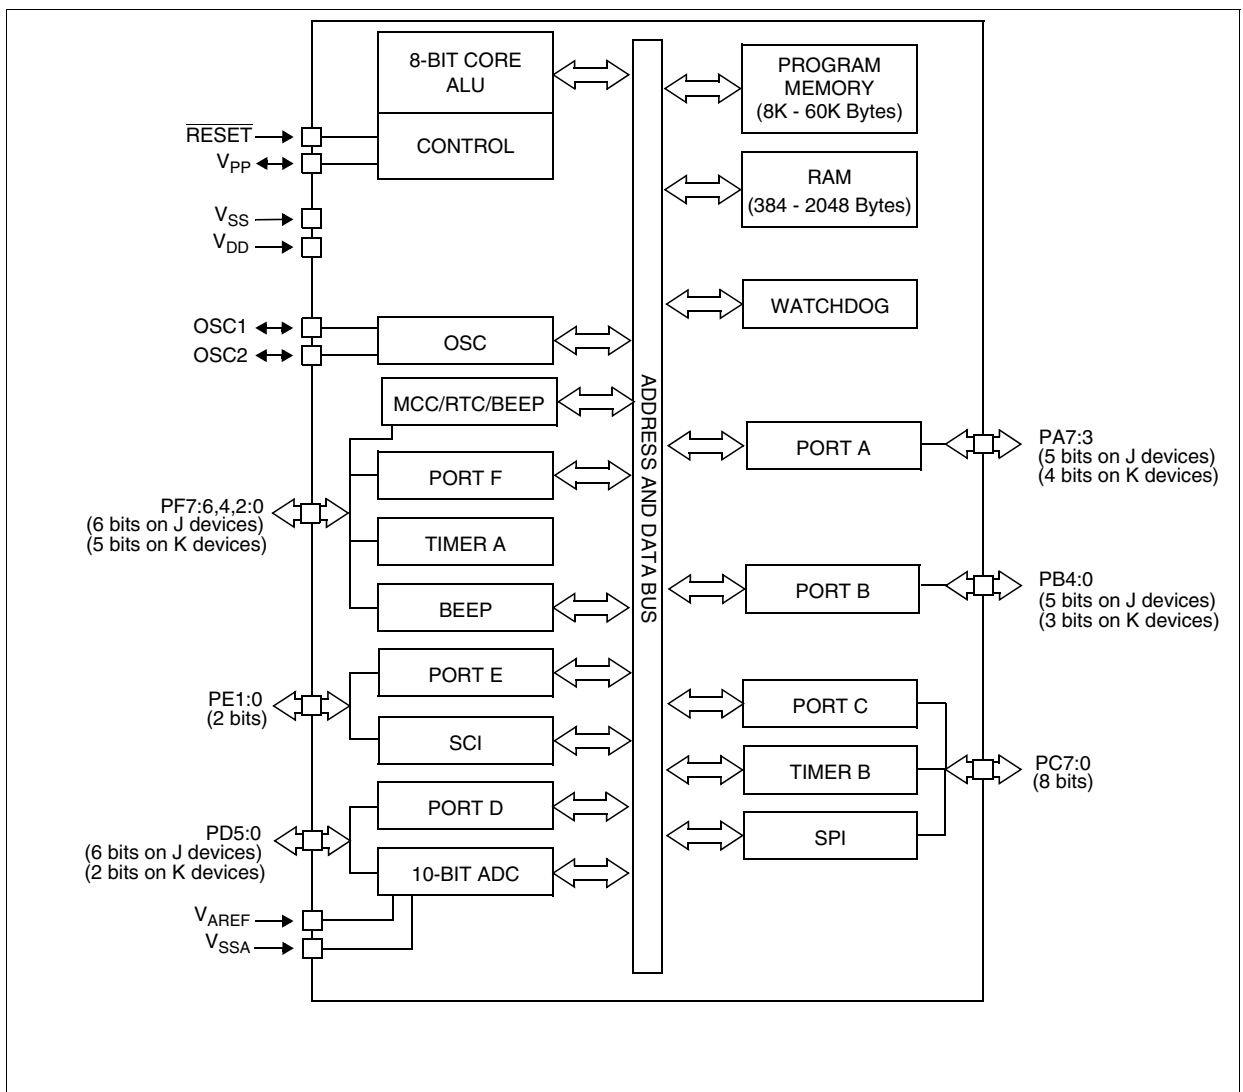 8-BIT CORE
ALU
CONTROL
RESET
VPP
VSS
VDD
OSC1
OSC2
OSC
MCC/RTC/BEEP
PORT F
TIMER A
BEEP
PF7:6,4,2:0
(6 bits on J devices)
(5 bits on K devices)
PORT E
SCI
PE1:0
(2 bits)
PORT D
10-BIT ADC
PD5:0
(6 bits on J devices)
(2 bits on K devices)
VAREF
VSSA
ADDRESS AND DATA BUS
PROGRAM
MEMORY
(8K - 60K Bytes)
RAM
(384 - 2048 Bytes)
WATCHDOG
PORT A
PA7:3
(5 bits on J devices)
(4 bits on K devices)
PORT B
PB4:0
(5 bits on J devices)
(3 bits on K devices)
PORT C
TIMER B
SPI
PC7:0
(8 bits)